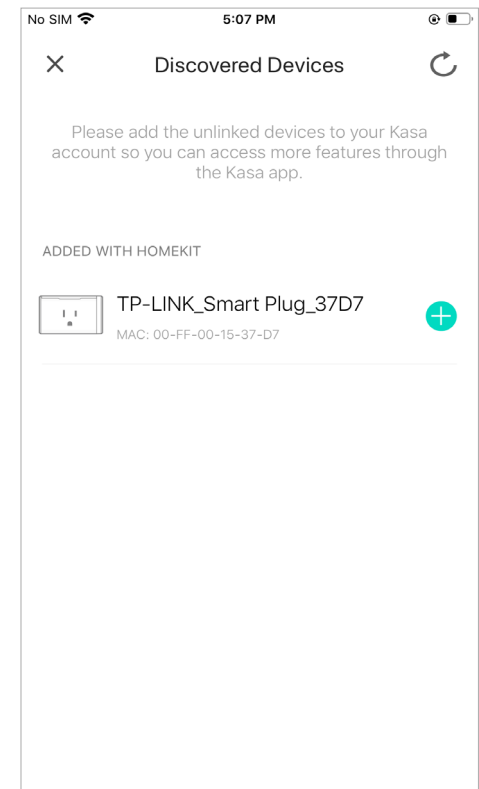 No SIM 5:07 PM
Discovered Devices
Please add the unlinked devices to your Kasa
account so you can access more features through
the Kasa app.
ADDED WITH HOMEKIT
TP-LINK_Smart Plug_37D7
MAC: 00-FF-00-15-37-D7